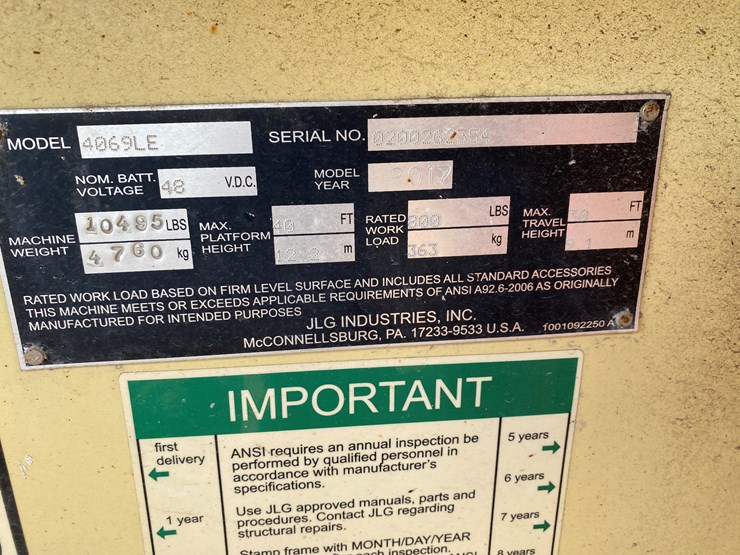 MODEL 4069LE SERIAL NO.
NOM. BATT. VOLTAGE 48 V.D.C. MODEL YEAR 2017
MACHINE WEIGHT 10495 LBS 4760 kg
MAX. PLATFORM HEIGHT 40 FT 12.2 m
RATED WORK LOAD 800 LBS 363 kg
MAX. TRAVEL HEIGHT FT m
RATED WORK LOAD BASED ON FIRM LEVEL SURFACE AND INCLUDES ALL STANDARD ACCESSORIES
THIS MACHINE MEETS OR EXCEEDS APPLICABLE REQUIREMENTS OF ANSI A92.6-2006 AS ORIGINALLY
MANUFACTURED FOR INTENDED PURPOSES
JLG INDUSTRIES, INC.
McCONNELLSBURG, PA. 17233-9533 U.S.A. 1001092250 A
IMPORTANT
first
delivery
1 year
ANSI requires an annual inspection be
performed by qualified personnel in
accordance with manufacturer's
specifications.
Use JLG approved manuals, parts and
procedures. Contact JLG regarding
structural repairs.
Stamp frame with MONTH/DAY/YEAR
each inspection.
5 years
6 years
7 years
8 years